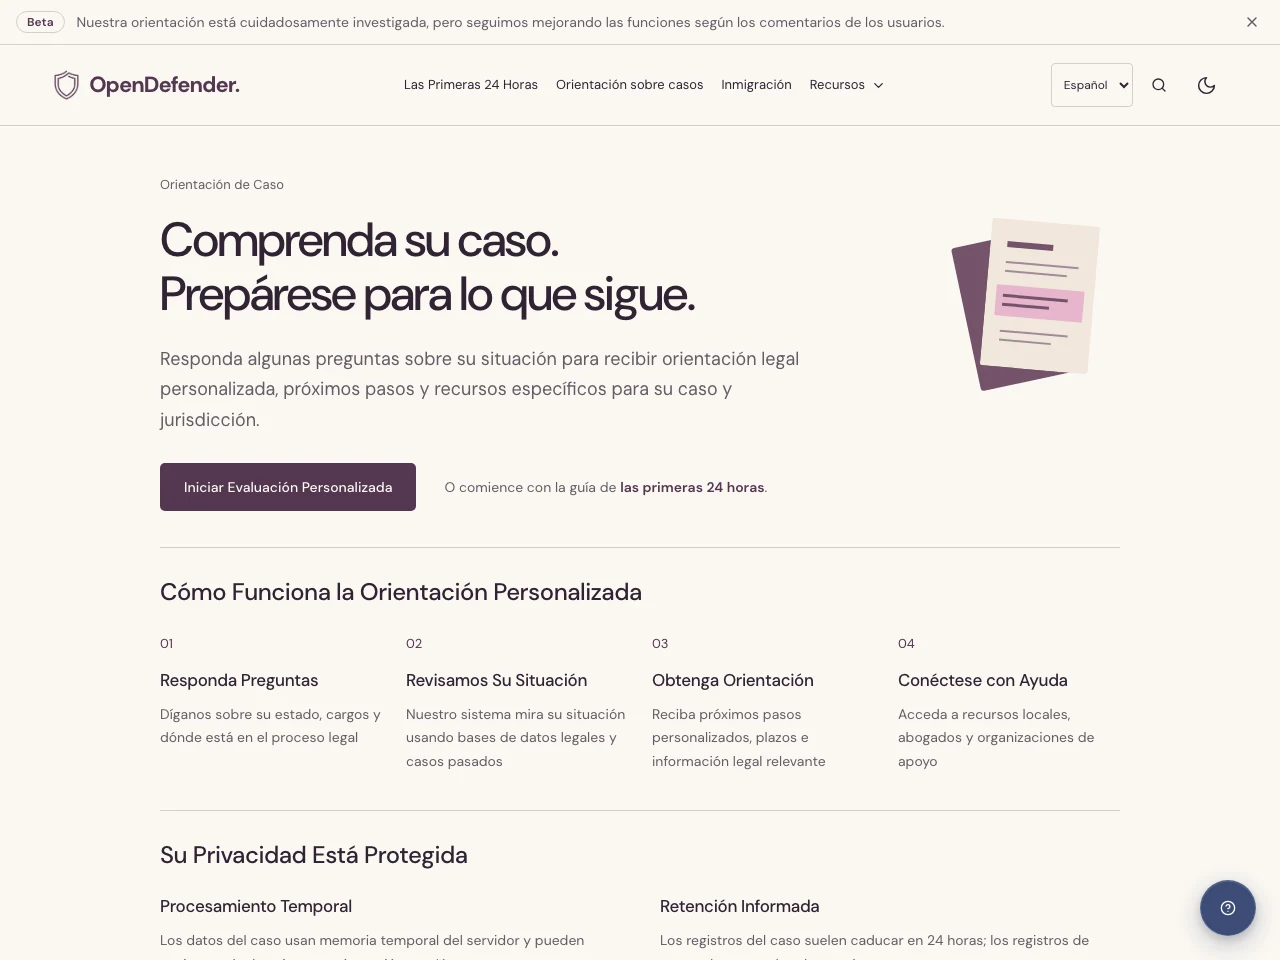 Beta
Nuestra orientación está cuidadosamente investigada, pero seguimos mejorando las funciones según los comentarios de los usuarios.
OpenDefender.
Las Primeras 24 Horas
Orientación sobre casos
Inmigración
Recursos
Español
Orientación de Caso
Comprenda su caso.
Prepárese para lo que sigue.
Responda algunas preguntas sobre su situación para recibir orientación legal
personalizada, próximos pasos y recursos específicos para su caso y
jurisdicción.
Iniciar Evaluación Personalizada
O comience con la guía de las primeras 24 horas.
Cómo Funciona la Orientación Personalizada
01
Responda Preguntas
Díganos sobre su estado, cargos y
dónde está en el proceso legal
02
Revisamos Su Situación
Nuestro sistema mira su situación
usando bases de datos legales y
casos pasados
03
Obtenga Orientación
Reciba próximos pasos
personalizados, plazos e
información legal relevante
04
Conéctese con Ayuda
Acceda a recursos locales,
abogados y organizaciones de
apoyo
Su Privacidad Está Protegida
Procesamiento Temporal
Los datos del caso usan memoria temporal del servidor y pueden
Retención Informada
Los registros del caso suelen caducar en 24 horas; los registros de